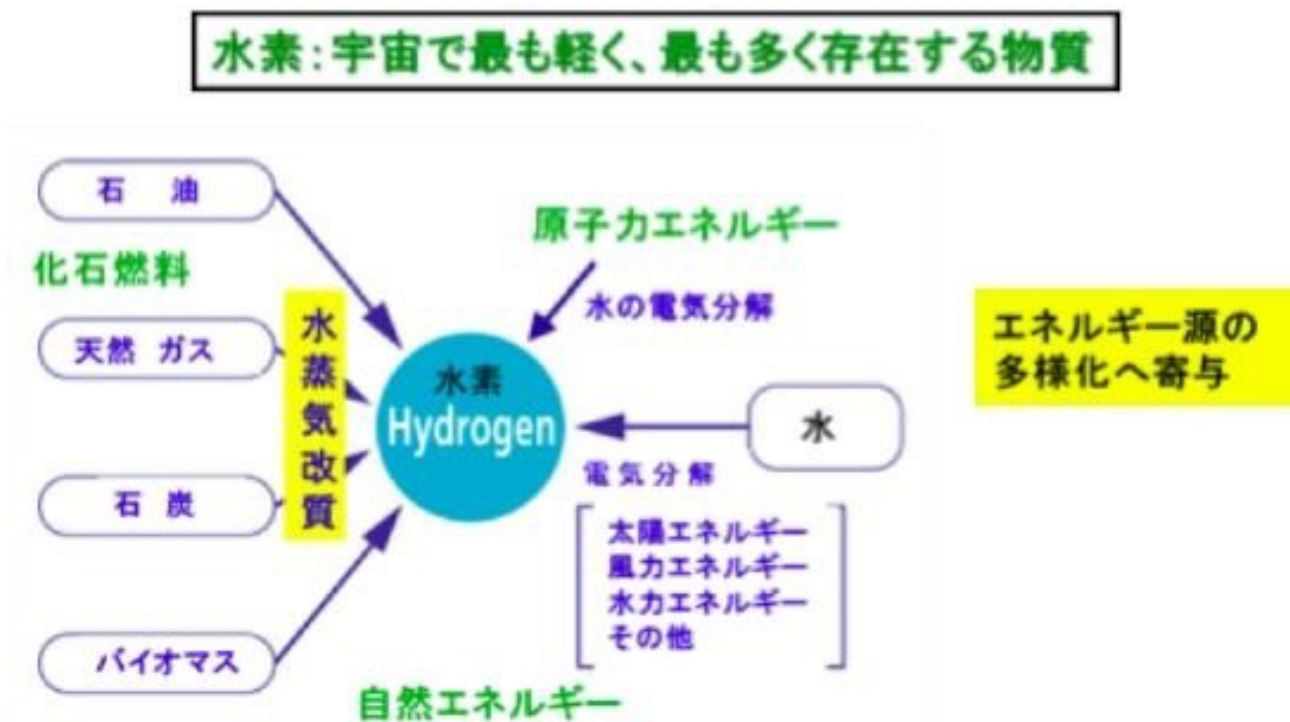 水素：宇宙で最も軽く、最も多く存在する物質
石油
化石燃料
天然 ガス
水蒸気改質
石炭
バイオマス
水素
Hydrogen
原子力エネルギー
水の電気分解
水
電気分解
太陽エネルギー
風力エネルギー
水力エネルギー
その他
自然エネルギー
エネルギー源の
多様化へ寄与